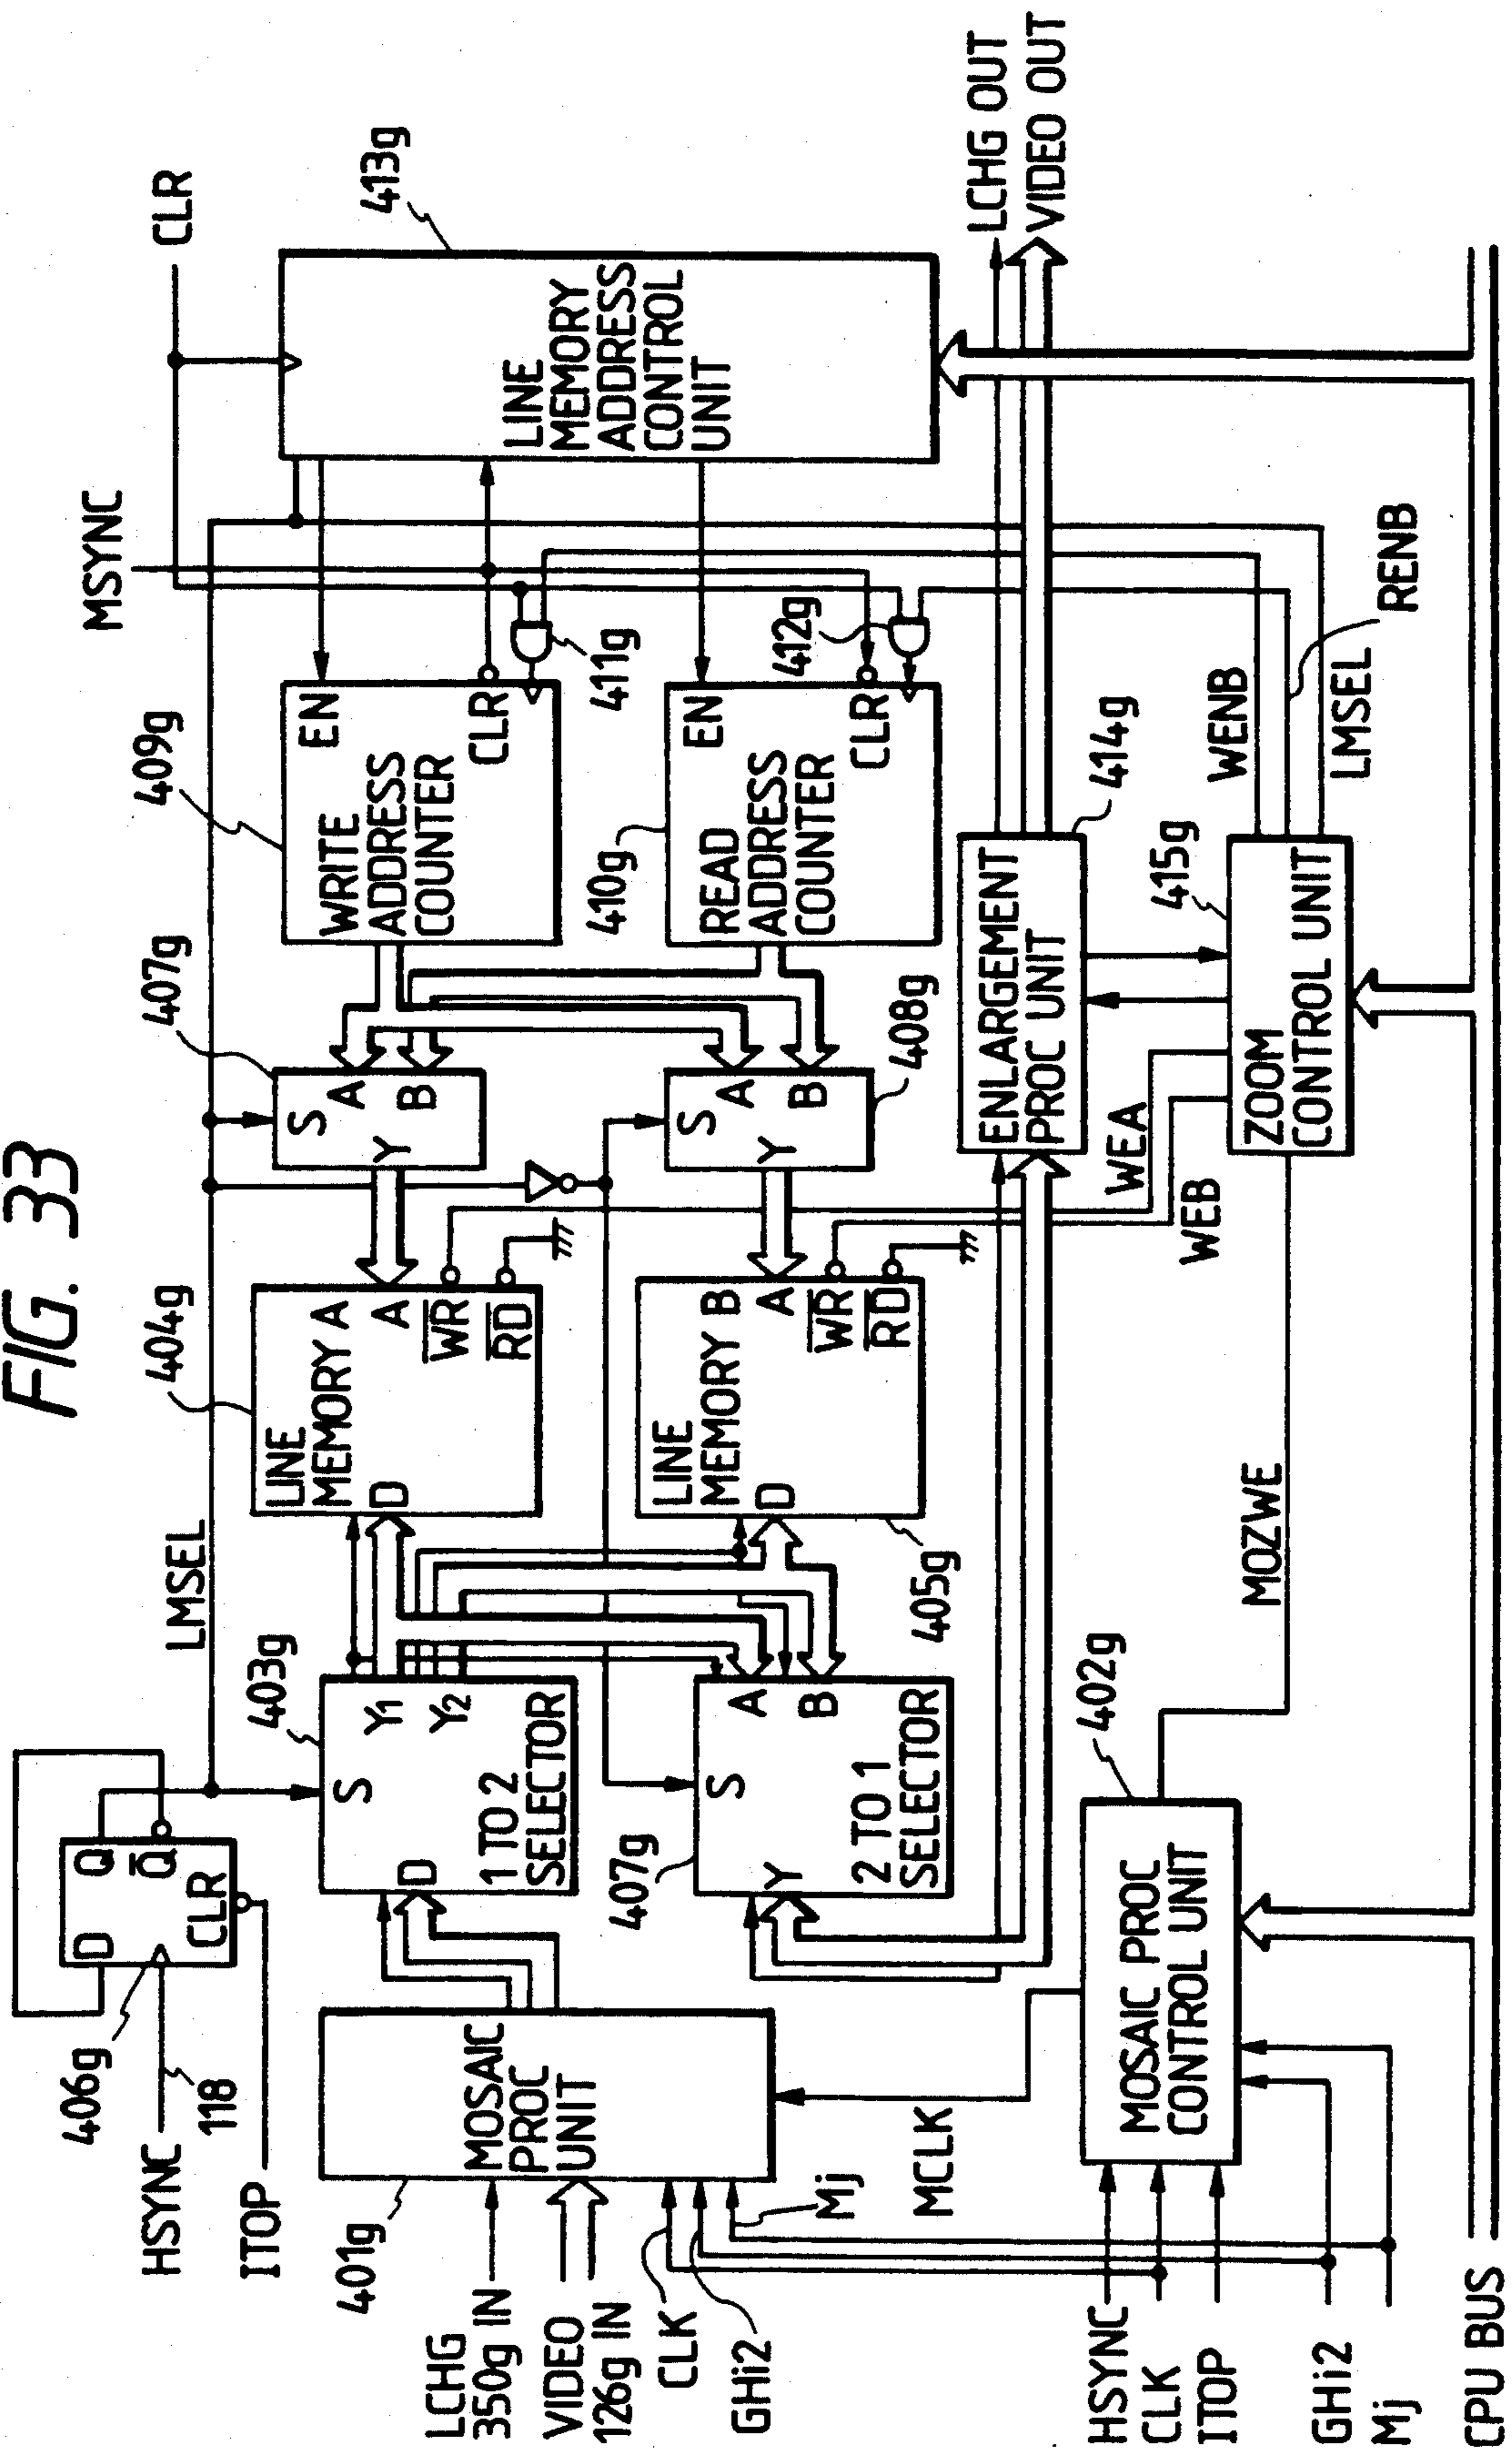 FIG. 33
HSYNC
118
ITOP
406g
D
Q
Q
CLR
LMSEL
MSYNC
CLR
401g
MOSAIC
PROC
UNIT
LCHG
350g IN
VIDEO
126g IN
CLK
GHi2
Mj
MCLK
403g
S
D
Y1
Y2
1 TO 2
SELECTOR
407g
S
Y
A
B
2 TO 1
SELECTOR
404g
LINE
MEMORY A
D
A
WR
RD
LINE
MEMORY B
D
A
WR
RD
405g
407g
S
A
B
Y
S
A
B
Y
408g
409g
WRITE
ADDRESS
COUNTER
EN
CLR
411g
410g
READ
ADDRESS
COUNTER
EN
CLR
412g
413g
LINE
MEMORY
ADDRESS
CONTROL
UNIT
ENLARGEMENT
PROC UNIT
414g
LCHG OUT
VIDEO OUT
WEA
WEB
415g
ZOOM
CONTROL UNIT
WENB
RENB
LMSEL
MOZWE
402g
MOSAIC PROC
CONTROL UNIT
HSYNC
CLK
ITOP
GHi2
Mj
CPU BUS